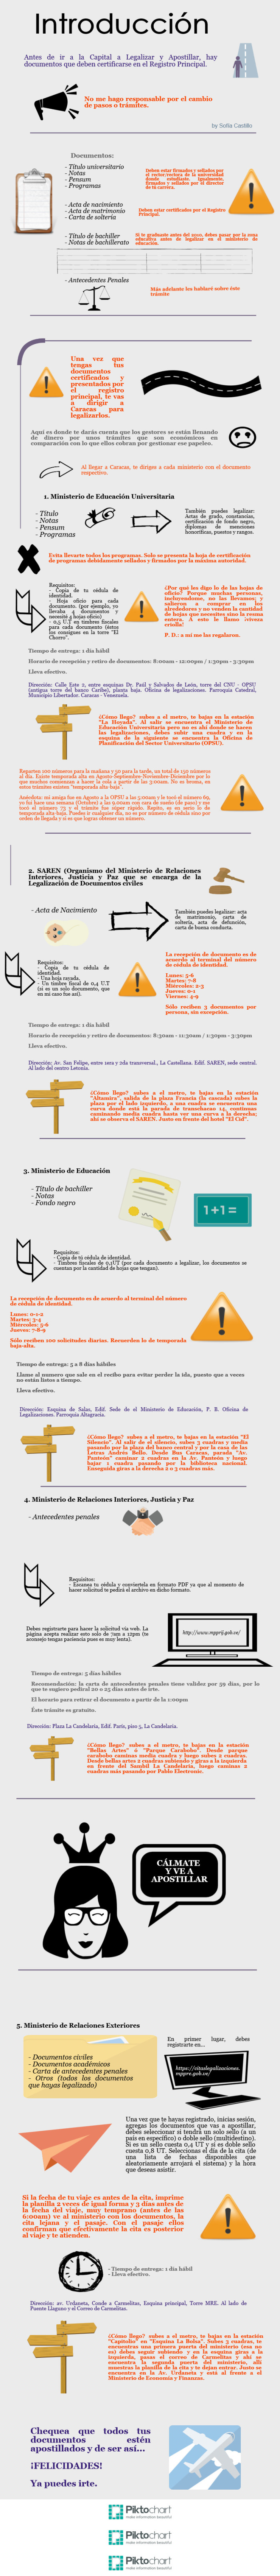 Introducción
Antes de ir a la Capital a Legalizar y Apostillar, hay
documentos que deben certificarse en el Registro Principal.
No me hago responsable por el cambio
de pasos o trámites.
by Sofía Castillo
Documentos:
- Título universitario
- Notas
- Pensum
- Programas
Deben estar firmados y sellados por
el rector/rectora de la universidad
donde estudiaste. Igualmente,
firmados y sellados por el director
de tu carrera.
- Acta de nacimiento
- Acta de matrimonio
- Carta de soltería
Deben estar certificados por el Registro
Principal.
- Título de bachiller
- Notas de bachillerato
Si te graduaste antes del 2000, debes pasar por la zona
educativa antes de legalizar en el ministerio de
educación.
- Antecedentes Penales
Más adelante les hablaré sobre éste
trámite
Una vez que
tengas tus
documentos
certificados y
presentados por
el registro
principal, te vas
a dirigir a
Caracas para
legalizarlos.
Aquí es donde te darás cuenta que los gestores se están llenando
de dinero por unos trámites que son económicos en
comparación con lo que ellos cobran por gestionar tus papeles.
Al llegar a Caracas, te diriges a cada ministerio con el documento
respectivo.
1. Ministerio de Educación Universitaria
- Título
- Notas
- Pensum
- Programas
También puedes legalizar:
Actas de grado, constancias,
certificación de fondo negro,
diplomas de menciones
honoríficas, puestos y rangos.
Evita llevarte todos los programas. Solo se presenta la hoja de certificación
de programas debidamente sellados y firmados por la máxima autoridad.
Requisitos:
- Copia de tu cédula de
identidad.
- Hoja oficio para cada
documento. (por ejemplo, yo
llevaba 4 documentos y
necesité 4 hojas oficio)
- 0,5 U.T de timbres fiscales
para cada documento (éstos
los consigues en la torre "El
Chorro".
¿Por qué les digo lo de las hojas de
oficio? Porque muchas personas,
incluyendome, no las llevamos; y
salieron a comprar en los
alrededores y no venden la cantidad
de hojas que necesites sino la resma
entera. A esto le llamo ¡viveza
criolla!
P. D.: a mí me las regalaron.
Tiempo de entrega: 1 día hábil
Horario de recepción y retiro de documentos: 8:00am -12:00pm / 1:30pm - 3:30pm
Lleva efectivo.
Dirección: Calle Este 2, entre esquinas Dr. Paúl y Salvador de León, torre del CNU - OPSU
(antigua torre del banco Caribe), planta baja. Oficina de legalizaciones. Parroquia Catedral,
Municipio Libertador. Caracas - Venezuela.
¿Cómo llego? subes a el metro, te bajas en la estación
"La Hoyada". Al salir se encuentra el Ministerio de
Educación Universitaria pero no es ahí donde se hacen
las legalizaciones, debes subir una cuadra y en la
esquina de la siguiente se encuentra la Oficina de
Planificación del Sector Universitario (OPSU).
Reparten 100 números para la mañana y 50 para la tarde, un total de 150 números
al día. Existe temporada alta en Agosto-Septiembre-Noviembre-Diciembre por lo
que muchos comienzan a hacer la cola a partir de las 3:00am. No es broma, en
estos trámites existen "temporada alta-baja".
Anécdota: mi amiga fue en Agosto a la OPSU a las 5:00am y le tocó el número 69,
yo fui hace una semana (Octubre) a las 4:00am con cara de sueño (de paso) y me
tocó el número 73 y el trámite fue súper rápido. Repito, yo en serio lo de
temporada alta-baja. Puedes ir cualquier día, no es por número de cédula sino por
orden de llegada y si es que logras obtener un número.
2. SAREN (Organismo del Ministerio de Relaciones
Interiores, Justicia y Paz que se encarga de la
Legalización de Documentos civiles
- Acta de Nacimiento
También puedes legalizar: acta
de matrimonio, carta de
soltería, acta de defunción,
carta de buena conducta.
Requisitos:
- Copia de tu cédula de
identidad.
- Una hoja rayada.
- Un timbre fiscal de 0,4 U.T
(si es un solo documento, que
en mi caso fue así).
La recepción de documento es de
acuerdo al terminal del número
de cédula de identidad.
Lunes: 5-6
Martes: 7-8
Miércoles: 2-3
Jueves: 0-1
Viernes: 4-9
Sólo reciben 3 documentos por
persona, sin excepción.
Tiempo de entrega: 1 día hábil
Horario de recepción y retiro de documentos: 8:30am - 11:30am / 1:30pm - 3:30pm
Lleva efectivo.
Dirección: Av. San Felipe, entre 1era y 2da transversal., La Castellana. Edif. SAREN, sede central.
Al lado del centro Letonia.
¿Cómo llego? subes a el metro, te bajas en la estación
"Altamira", salida de la plaza Francia (la cascada) subes la
plaza por el lado izquierdo, a una cuadra se encuentra una
curva donde está la parada de transchacao 14, continuas
caminando media cuadra hasta ver una curva a la derecha;
ahí se observa el SAREN. Justo en frente del hotel "El Cid".
3. Ministerio de Educación
- Título de bachiller
- Notas
- Fondo negro
1+1=
Requisitos:
- Copia de tú cédula de identidad.
- Timbres fiscales de 0,1UT (por cada documento a legalizar, los documentos se
cuentan por la cantidad de hojas que tengas).
La recepción de documento es de acuerdo al terminal del número
de cédula de identidad.
Lunes: 0-1-2
Martes: 3-4
Miércoles: 5-6
Jueves: 7-8-9
Sólo reciben 100 solicitudes diarias. Recuerden lo de temporada
baja-alta.
Tiempo de entrega: 5 a 8 días hábiles
Llame al numero que sale en el recibo para evitar perder la ida, puesto que a veces
no están listos a tiempo.
Lleva efectivo.
Dirección: Esquina de Salas, Edif. Sede de el Ministerio de Educación, P. B. Oficina de
Legalizaciones. Parroquia Altagracia.
¿Cómo llego? subes a el metro, te bajas en la estación "El
Silencio". Al salir de el silencio, subes 3 cuadras y media
pasando por la plaza del banco central y por la casa de las
Letras Andrés Bello. Desde Bus Caracas, parada "Av.
Panteón" caminar 2 cuadras en la Av. Panteón y luego
bajar 1 cuadra pasando por la biblioteca nacional.
Enseguida giras a la derecha 2 o 3 cuadras más.
4. Ministerio de Relaciones Interiores, Justicia y Paz
- Antecedentes penales
Requisitos:
- Escanea tu cédula y conviertela en formato PDF ya que al momento de
hacer solicitud te pedirá el archivo en dicho formato.
Debes registrarte para hacer la solicitud vía web. La
página acepta realizar esto solo de 7am a 10pm (te
aconsejo tengas paciencia pues es muy lenta).
http://www.mpprij.gob.ve/
Tiempo de entrega: 5 días hábiles
Recomendación: la carta de antecedentes penales tiene validez por 59 días, por lo
que te sugiero pedirla 20 o 25 días antes de irte.
El horario para retirar el documento a partir de la 1:00pm
Éste trámite es gratuito.
Dirección: Plaza La Candelaria, Edif. París, piso 5, La Candelaria.
¿Cómo llego? subes a el metro, te bajas en la estación
"Bellas Artes" ó "Parque Carabobo". Desde parque
carabobo caminas media cuadra y luego subes 2 cuadras.
Desde bellas artes 2 cuadras subiendo y giras a la izquierda
en frente del Sambil La Candelaria, luego caminas 2
cuadras más pasando por Pablo Electronic.
CÁLMATE
Y VE A
APOSTILLAR
5. Ministerio de Relaciones Exteriores
- Documentos civiles
- Documentos académicos
- Carta de antecedentes penales
- Otros (todos los documentos
que hayas legalizado)
En primer lugar, debes
registrarte en...
https://citaslegalizaciones.
mppre.gob.ve/
Una vez que te hayas registrado, inicias sesión,
agregas los documentos que vas a apostillar,
debes seleccionar si tendrá un solo sello (a un
país en específico) o doble sello (multidestino).
Si es un sello cuesta 0,4 UT y si es doble sello
cuesta 0,8 UT. Seleccionas el día de la cita (de
una lista de fechas disponibles que
aleatoriamente arrojará el sistema) y la hora
que deseas asistir.
Si la fecha de tu viaje es antes de la cita, imprime
la planilla 2 veces de igual forma y 3 días antes de
la fecha del viaje, muy temprano (antes de las
6:00am) ve al ministerio con los documentos, la
cita lejana y el pasaje. Con el pasaje ellos
confirman que efectivamente la cita es posterior
al viaje y te atienden.
- Tiempo de entrega: 1 día hábil
- Lleva efectivo.
Dirección: av. Urdaneta, Conde a Carmelitas, Esquina principal, Torre MRE. Al lado de
Puente Llaguno y el Correo de Carmelitas.
¿Cómo llego? subes a el metro, te bajas en la estación
"Capitolio" en "Esquina La Bolsa". Subes 3 cuadras, te
encuentras una primera puerta del ministerio (esa no
es) debes seguir subiendo y en la esquina giras a la
izquierda, pasas el correo de Carmelitas y ahí se
encuentra la segunda puerta del ministerio, allí
muestras la planilla de la cita y te dejan entrar. Justo se
encuentra en la Av. Urdaneta y está al frente a el
Ministerio de Economía y Finanzas.
Chequea que todos tus
documentos estén
apostillados y de ser así...
¡FELICIDADES!
Ya puedes irte.
Piktochart
make information beautiful
Piktochart
make information beautiful
Piktochart
make information beautiful